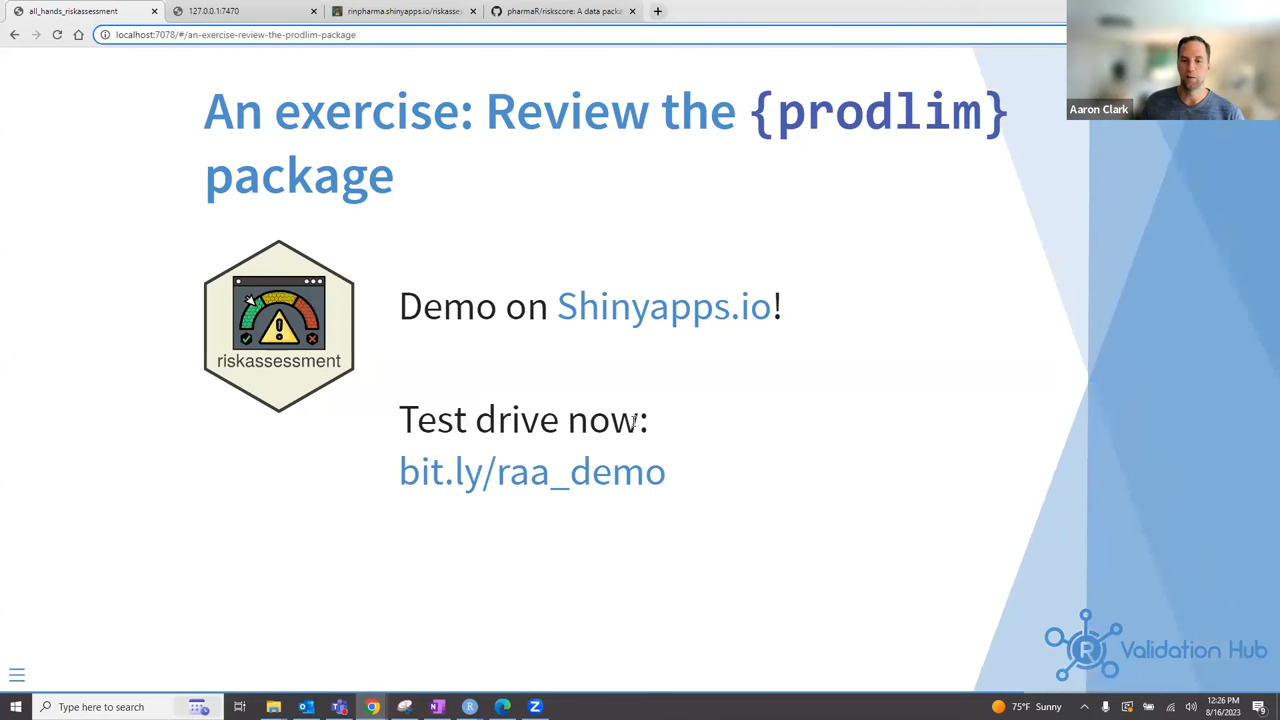 all_hands_riskassessment
127.0.0.1:7470
rinpharma.shinyapps.io/riskasses
pharmaR/riskscore: A data packa
localhost:7078/#/an-exercise-review-the-prodlim-package
Aaron Clark
An exercise: Review the {prodlim}
package
riskassessment
Demo on Shinyapps.io!
Test drive now:
bit.ly/raa_demo
R Validation Hub
Type here to search
75°F Sunny
12:26 PM
8/16/2023